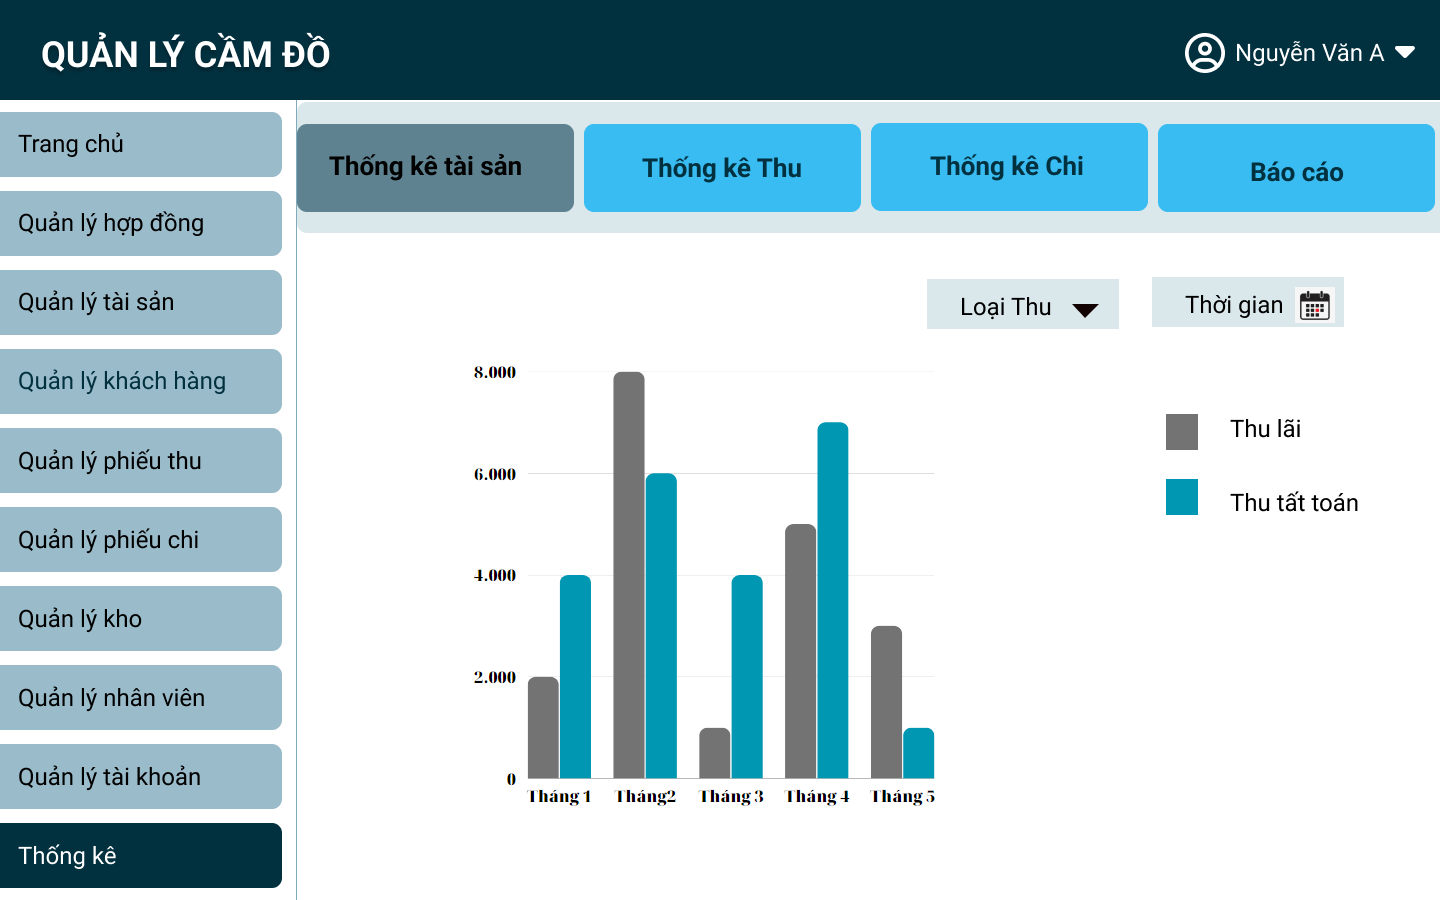 QUẢN LÝ CẦM ĐỒ
Nguyễn Văn A
Trang chủ
Quản lý hợp đồng
Quản lý tài sản
Quản lý khách hàng
Quản lý phiếu thu
Quản lý phiếu chi
Quản lý kho
Quản lý nhân viên
Quản lý tài khoản
Thống kê
Thống kê tài sản
Thống kê Thu
Thống kê Chi
Báo cáo
Loại Thu
Thời gian
8.000
6.000
4.000
2.000
0
Tháng 1
Tháng2
Tháng 3
Tháng 4
Tháng 5
Thu lãi
Thu tất toán